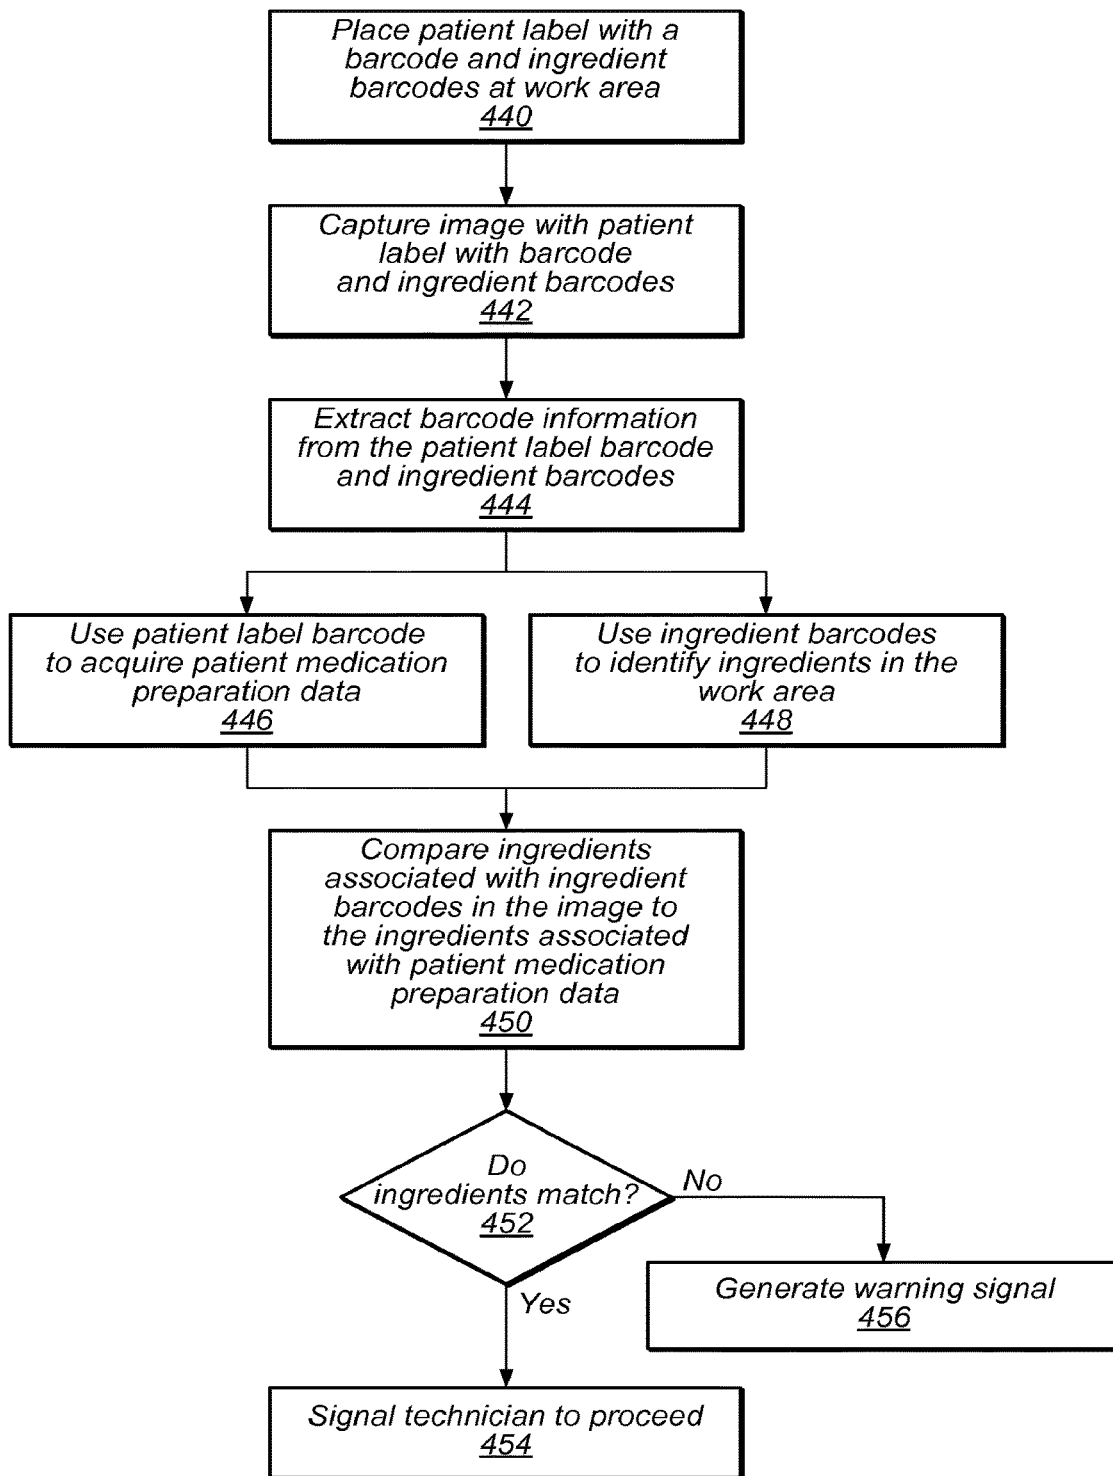 Place patient label with a
barcode and ingredient
barcodes at work area
440
Capture image with patient
label with barcode
and ingredient barcodes
442
Extract barcode information
from the patient label barcode
and ingredient barcodes
444
Use patient label barcode
to acquire patient medication
preparation data
446
Use ingredient barcodes
to identify ingredients in the
work area
448
Compare ingredients
associated with ingredient
barcodes in the image to
the ingredients associated
with patient medication
preparation data
450
Do
ingredients match?
452
No
Yes
Generate warning signal
456
Signal technician to proceed
454